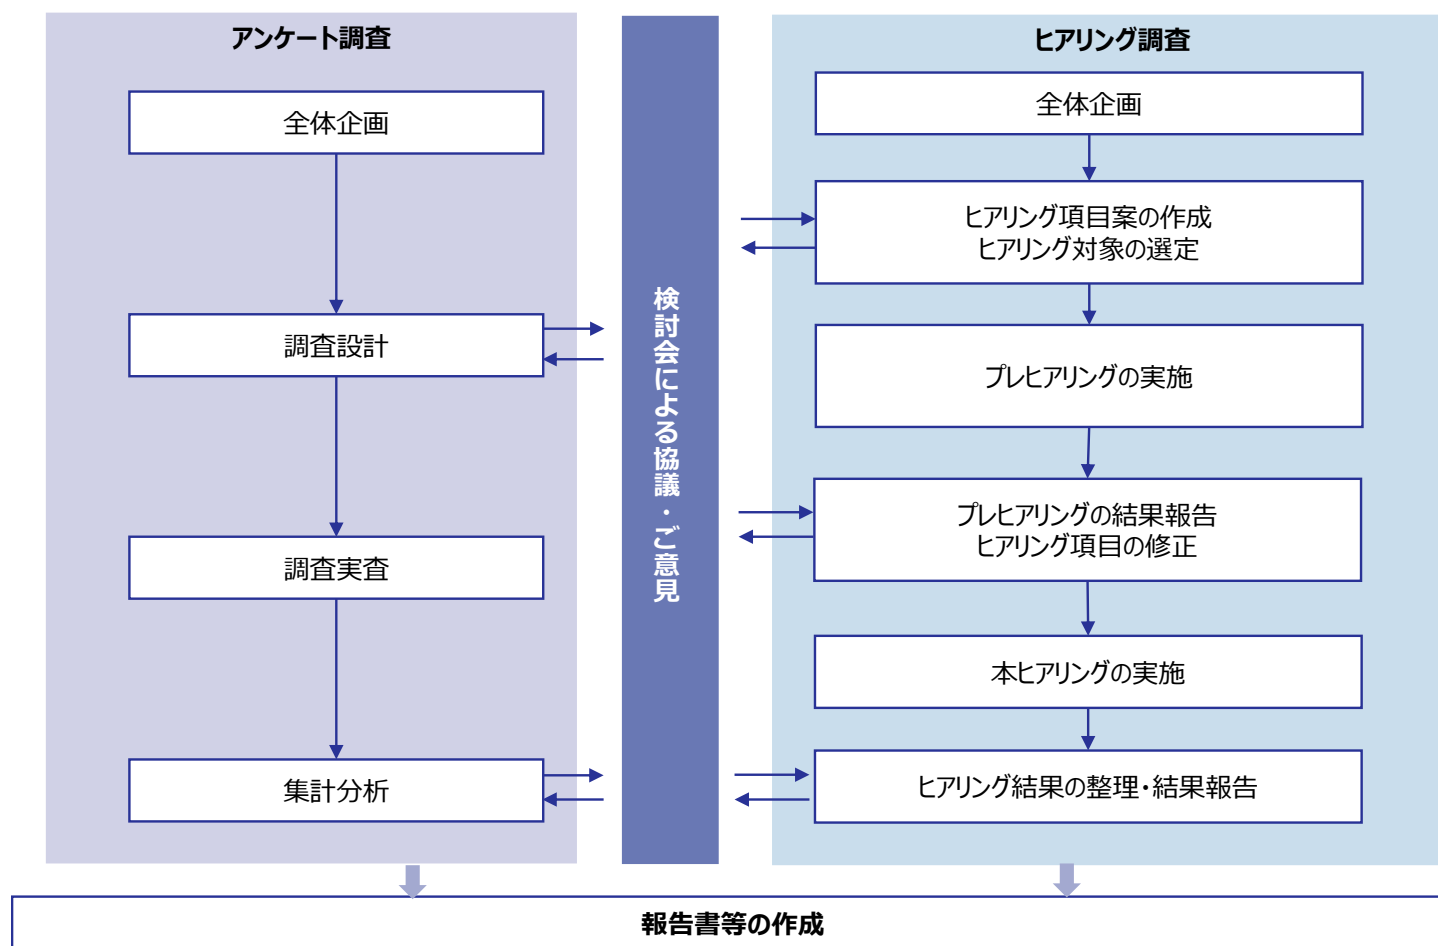 アンケート調査
全体企画
調査設計
調査実査
集計分析
検討会による協議・ご意見
ヒアリング調査
全体企画
ヒアリング項目案の作成
ヒアリング対象の選定
プレヒアリングの実施
プレヒアリングの結果報告
ヒアリング項目の修正
本ヒアリングの実施
ヒアリング結果の整理・結果報告
報告書等の作成